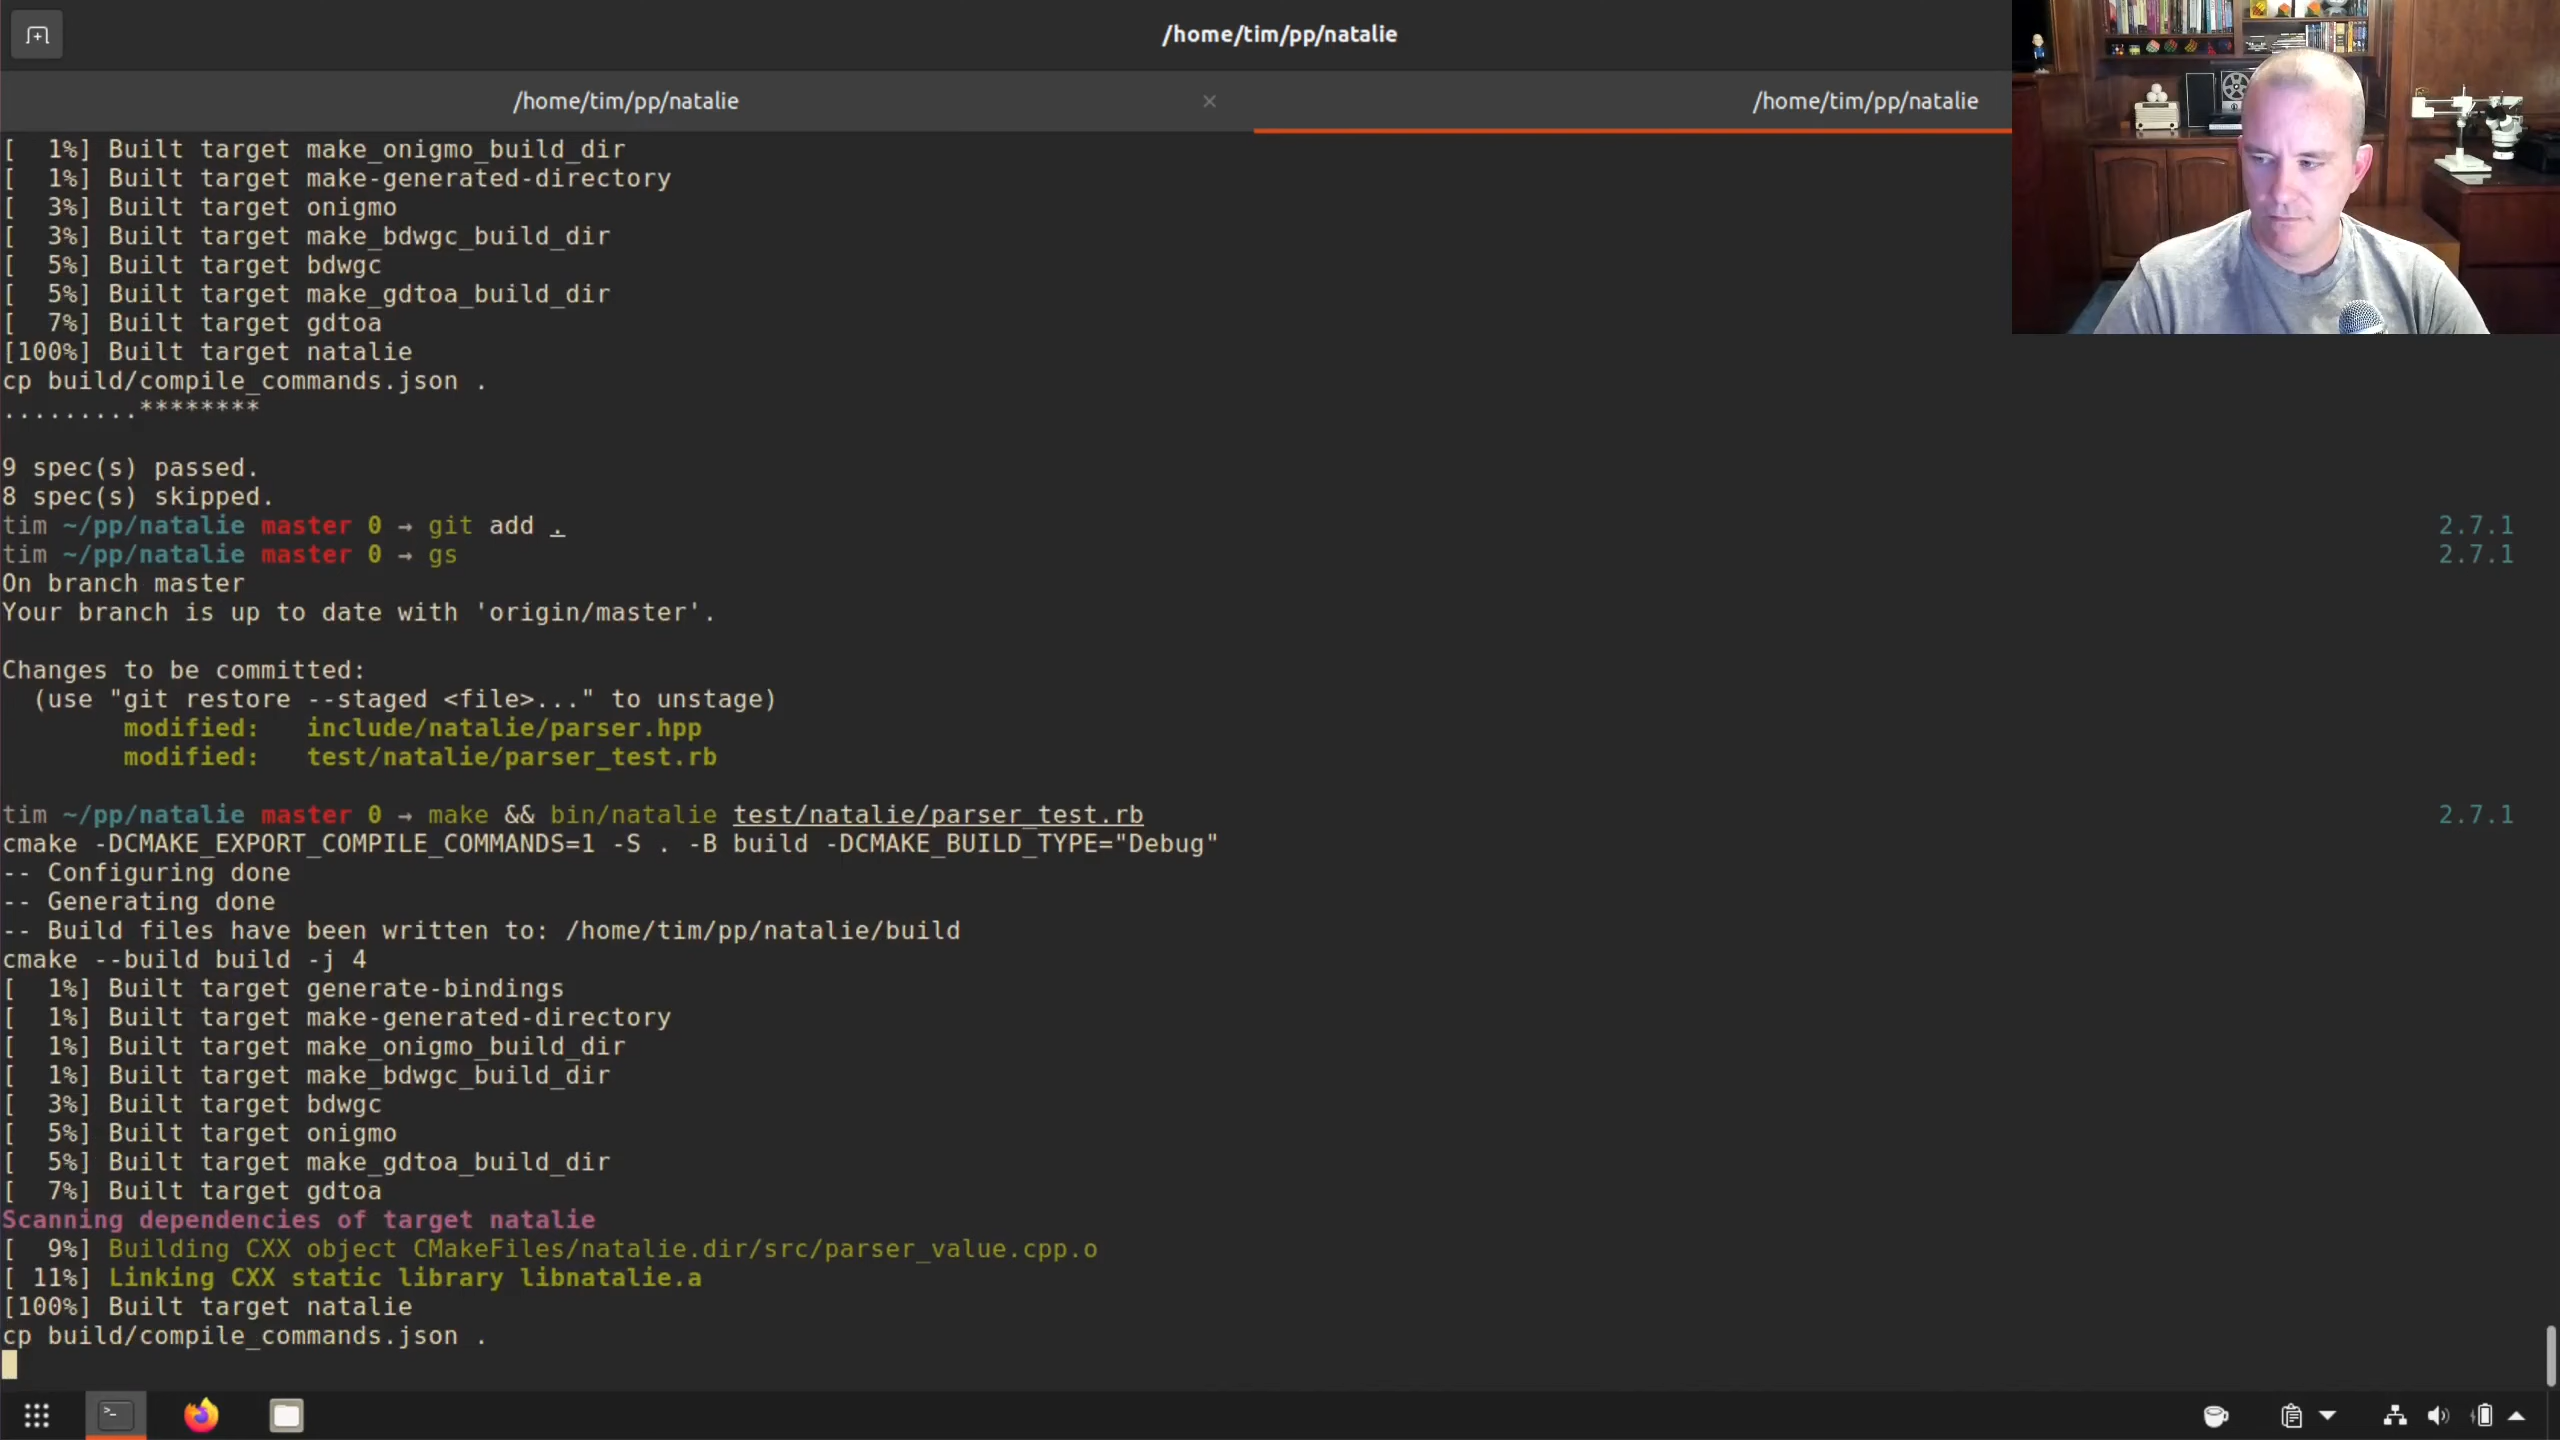 /home/tim/pp/natalie
/home/tim/pp/natalie
/home/tim/pp/natalie
[  1%] Built target make_onigmo_build_dir
[  1%] Built target make-generated-directory
[  3%] Built target onigmo
[  3%] Built target make_bdwgc_build_dir
[  5%] Built target bdwgc
[  5%] Built target make_gdtoa_build_dir
[  7%] Built target gdtoa
[100%] Built target natalie
cp build/compile_commands.json .
.........********
9 spec(s) passed.
8 spec(s) skipped.
tim ~/pp/natalie master 0 → git add . 2.7.1
tim ~/pp/natalie master 0 → gs 2.7.1
On branch master
Your branch is up to date with 'origin/master'.
Changes to be committed:
(use "git restore --staged <file>..." to unstage)
modified:   include/natalie/parser.hpp
modified:   test/natalie/parser_test.rb
tim ~/pp/natalie master 0 → make && bin/natalie test/natalie/parser_test.rb 2.7.1
cmake -DCMAKE_EXPORT_COMPILE_COMMANDS=1 -S . -B build -DCMAKE_BUILD_TYPE="Debug"
-- Configuring done
-- Generating done
-- Build files have been written to: /home/tim/pp/natalie/build
cmake --build build -j 4
[  1%] Built target generate-bindings
[  1%] Built target make-generated-directory
[  1%] Built target make_onigmo_build_dir
[  1%] Built target make_bdwgc_build_dir
[  3%] Built target bdwgc
[  5%] Built target onigmo
[  5%] Built target make_gdtoa_build_dir
[  7%] Built target gdtoa
Scanning dependencies of target natalie
[  9%] Building CXX object CMakeFiles/natalie.dir/src/parser_value.cpp.o
[ 11%] Linking CXX static library libnatalie.a
[100%] Built target natalie
cp build/compile_commands.json .